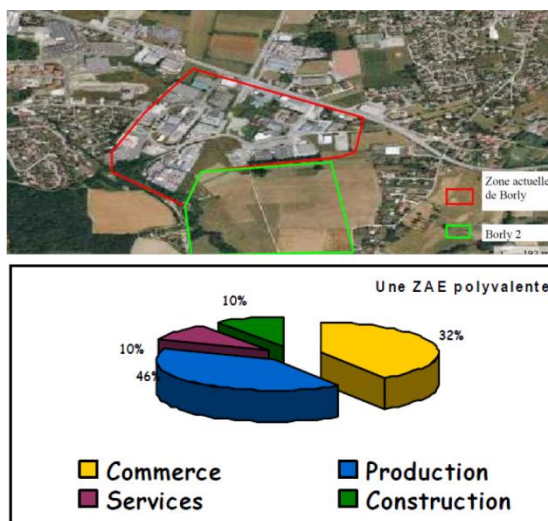 Zone actuelle
de Borly
Borly 2
Une ZAE polyvalente
10%
32%
10%
46%
Commerce
Production
Services
Construction